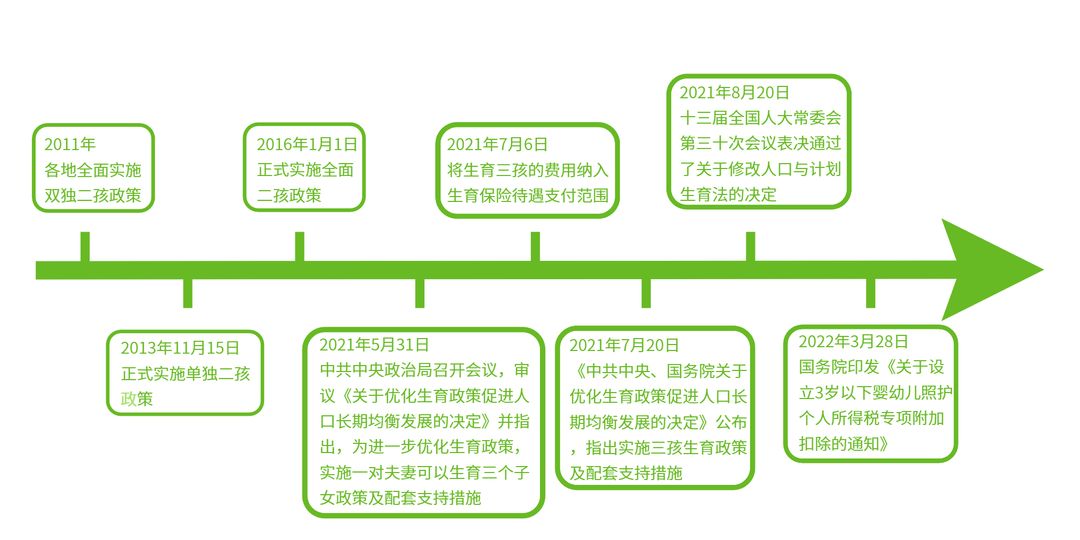 2011年
各地全面实施
双独二孩政策
2013年11月15日
正式实施单独二孩
政策
2016年1月1日
正式实施全面
二孩政策
2021年5月31日
中共中央政治局召开会议，审
议《关于优化生育政策促进人
口长期均衡发展的决定》并指
出，为进一步优化生育政策，
实施一对夫妻可以生育三个子
女政策及配套支持措施
2021年7月6日
将生育三孩的费用纳入
生育保险待遇支付范围
2021年7月20日
《中共中央、国务院关于
优化生育政策促进人口长
期均衡发展的决定》公布
，指出实施三孩生育政策
及配套支持措施
2021年8月20日
十三届全国人大常委会
第三十次会议表决通过
了关于修改人口与计划
生育法的决定
2022年3月28日
国务院印发《关于设
立3岁以下婴幼儿照护
个人所得税专项附加
扣除的通知》